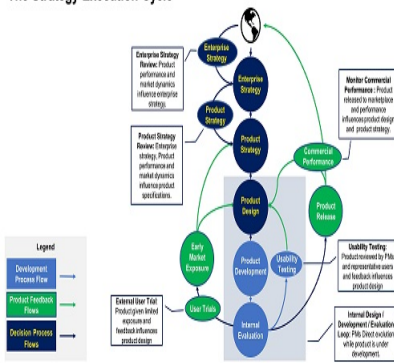 The Strategy Execution Cycle
Enterprise Strategy
Review: Product
performance and
market dynamics
influence enterprise
strategy.
Enterprise
Strategy
Enterprise
Strategy
Monitor Commercial
Performance : Product
released to marketplace and
performance influences
product design
and product strategy.
Product
Strategy
Product Strategy
Review: Enterprise
strategy, Product
performance and
market dynamics
influence product
specifications.
Product
Strategy
Commercial
Performance
Product
Design
Product
Release
Legend
Development
Process Flow
Product Feedback
Flows
Decision Process
Flows
Early
Market
Exposure
Product
Development
Usability
Testing
Usability Testing:
Product reviewed by PMs
and representative users
and feedback influences
product design
External User Trial:
Product given limited
exposure and
feedback influences
product design
User Trials
Internal
Evaluation
Internal Design /
Development / Evaluation
Loop: PMs Direct evolution
while product is under
development.